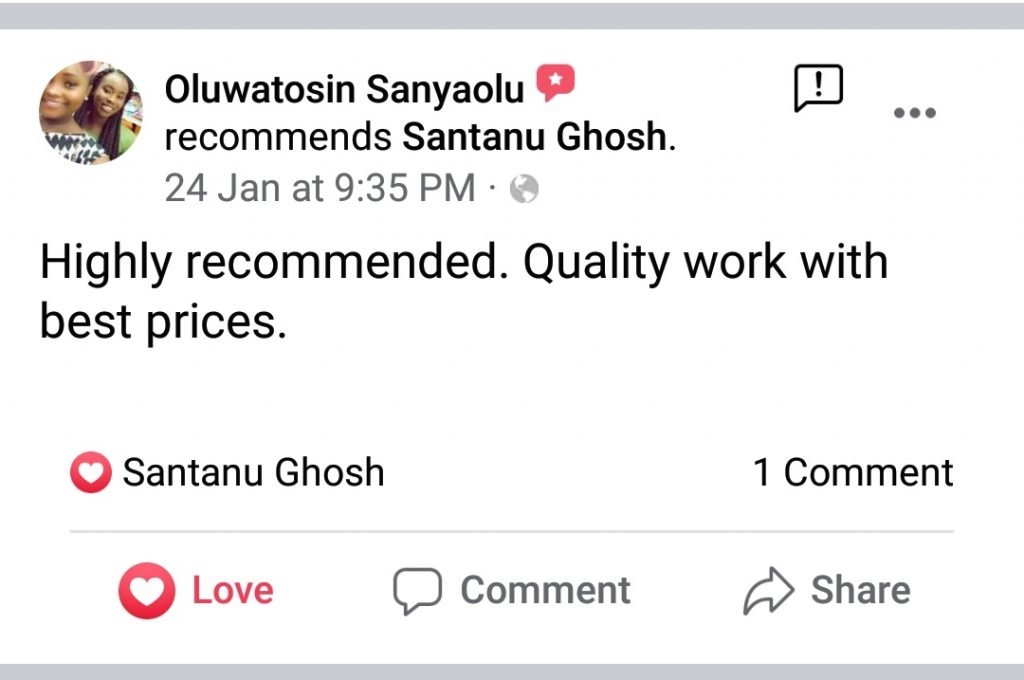 Oluwatosin Sanyaolu
recommends Santanu Ghosh.
24 Jan at 9:35 PM ·
Highly recommended. Quality work with
best prices.
Santanu Ghosh 1 Comment
Love Comment Share